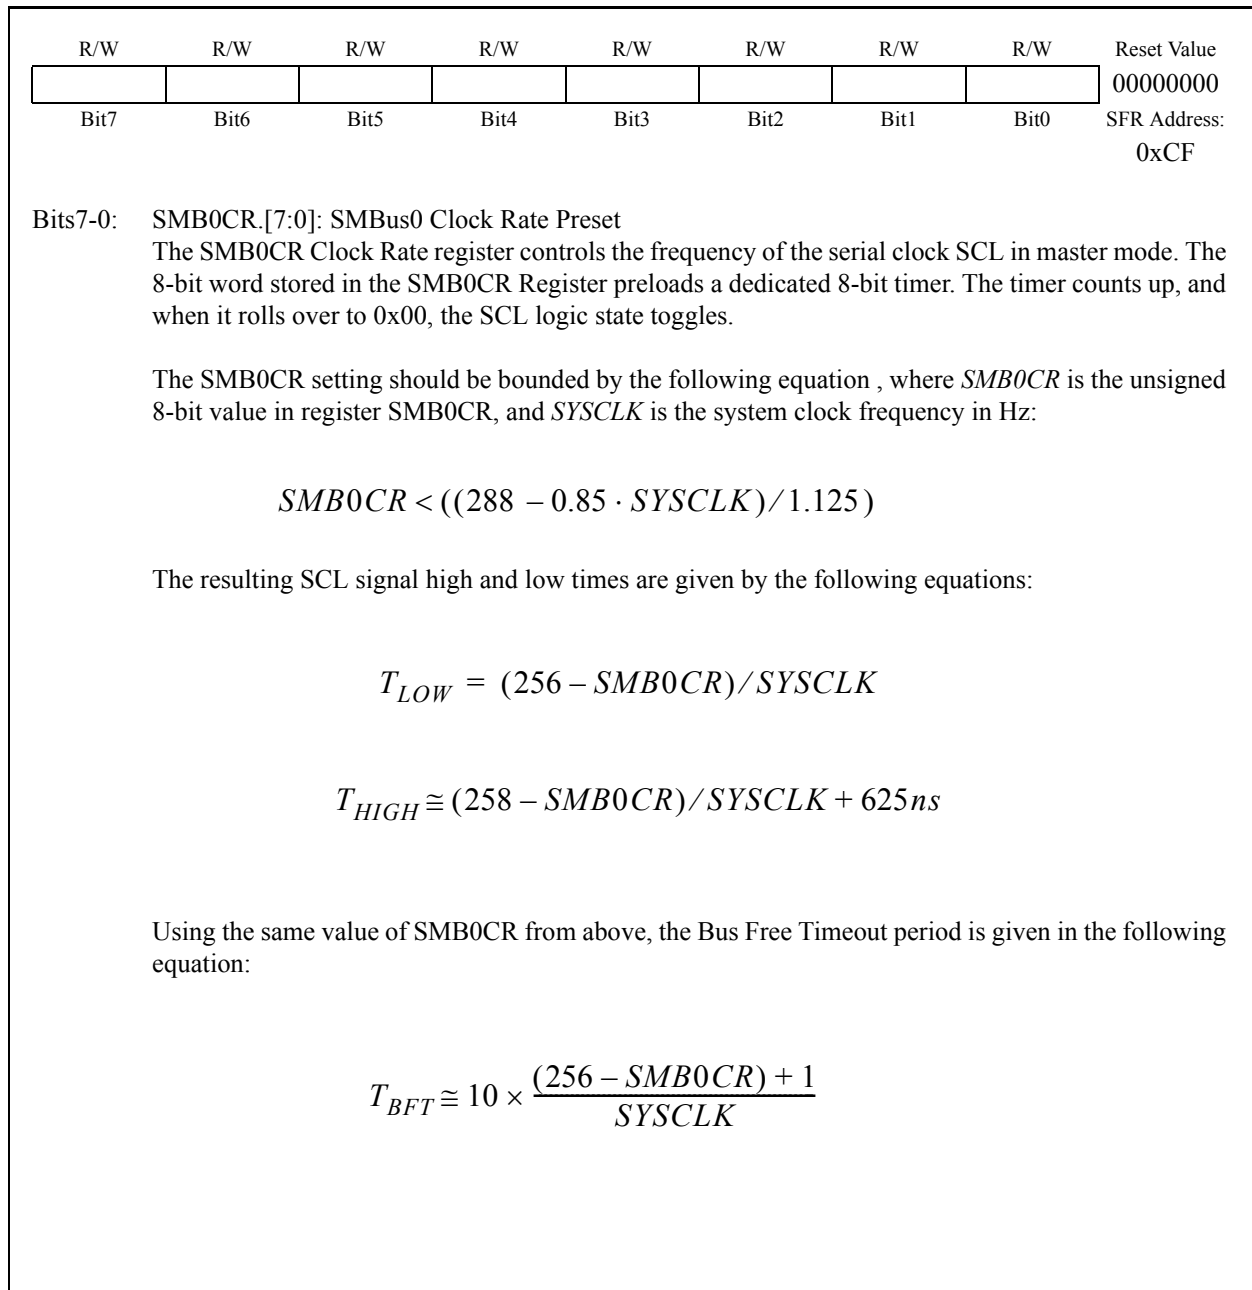 R/W R/W R/W R/W R/W R/W R/W R/W Reset Value
00000000
Bit7 Bit6 Bit5 Bit4 Bit3 Bit2 Bit1 Bit0 SFR Address:
0xCF
Bits7-0: SMB0CR.[7:0]: SMBus0 Clock Rate Preset
The SMB0CR Clock Rate register controls the frequency of the serial clock SCL in master mode. The
8-bit word stored in the SMB0CR Register preloads a dedicated 8-bit timer. The timer counts up, and
when it rolls over to 0x00, the SCL logic state toggles.
The SMB0CR setting should be bounded by the following equation , where SMB0CR is the unsigned
8-bit value in register SMB0CR, and SYSCLK is the system clock frequency in Hz:
SMB0CR < ((288 – 0.85 · SYSCLK) / 1.125)
The resulting SCL signal high and low times are given by the following equations:
T_LOW = (256 – SMB0CR) / SYSCLK
T_HIGH ≅ (258 – SMB0CR) / SYSCLK + 625ns
Using the same value of SMB0CR from above, the Bus Free Timeout period is given in the following
equation:
T_BFT ≅ 10 × (256 – SMB0CR) + 1
SYSCLK